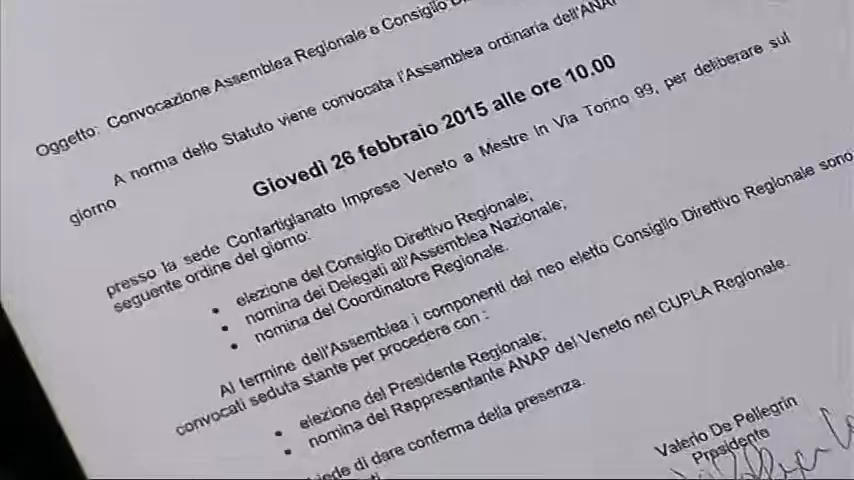 Oggetto: Convocazione Assemblea Regionale e Consiglio
A norma dello Statuto viene convocata l'Assemblea ordinaria dell'ANAP
Giovedì 26 febbraio 2015 alle ore 10.00
giorno
presso la sede Confartigianato Imprese Veneto a Mestre in Via Torino 99, per deliberare sul
seguente ordine del giorno:
• elezione del Consiglio Direttivo Regionale;
• nomina dei Delegati all'Assemblea Nazionale;
• nomina del Coordinatore Regionale.
Al termine dell'Assemblea i componenti del neo eletto Consiglio Direttivo Regionale sono
convocati seduta stante per procedere con :
• elezione del Presidente Regionale;
• nomina del Rappresentante ANAP del Veneto nel CUPLA Regionale.
iede di dare conferma della presenza.
Valerio De Pellegrin
Presidente